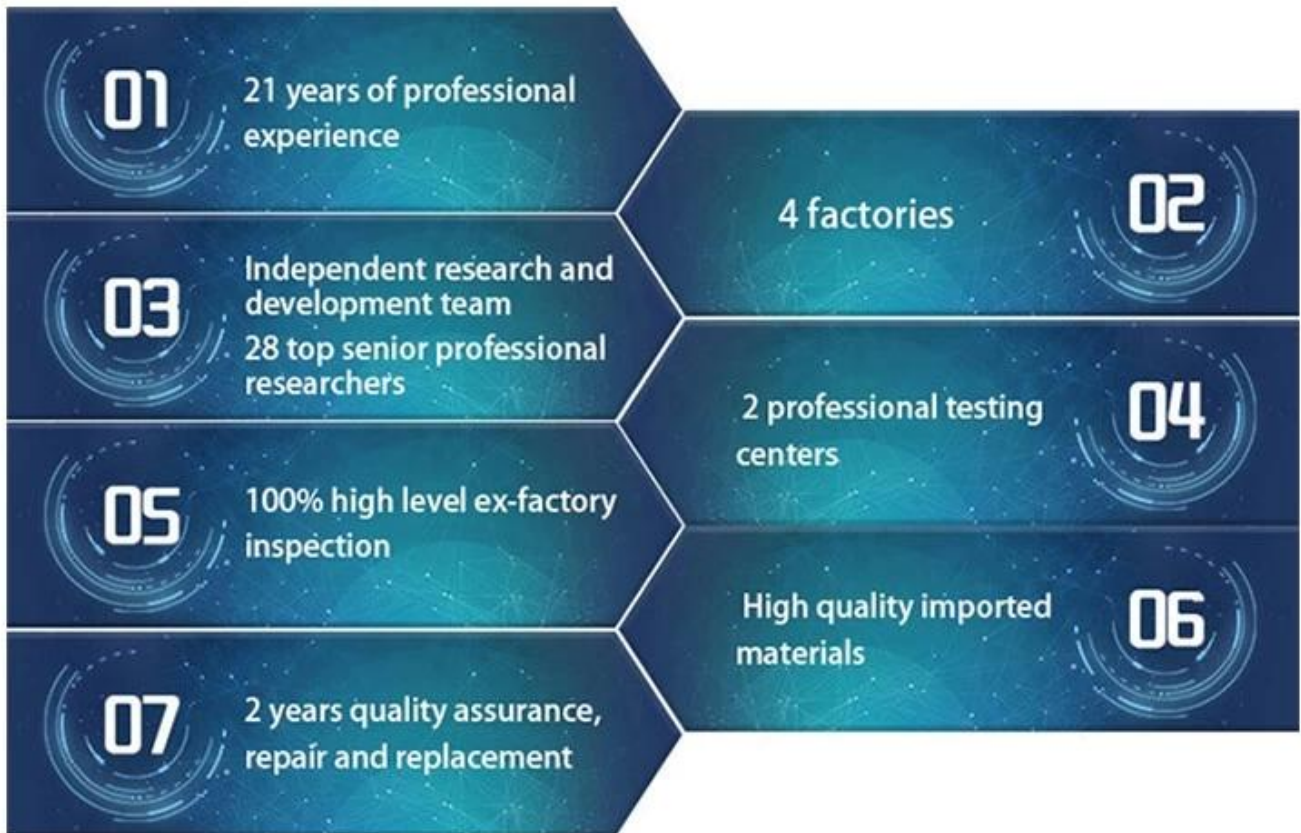 01
21 years of professional
experience
02
4 factories
03
Independent research and
development team
28 top senior professional
researchers
04
2 professional testing
centers
05
100% high level ex-factory
inspection
06
High quality imported
materials
07
2 years quality assurance,
repair and replacement